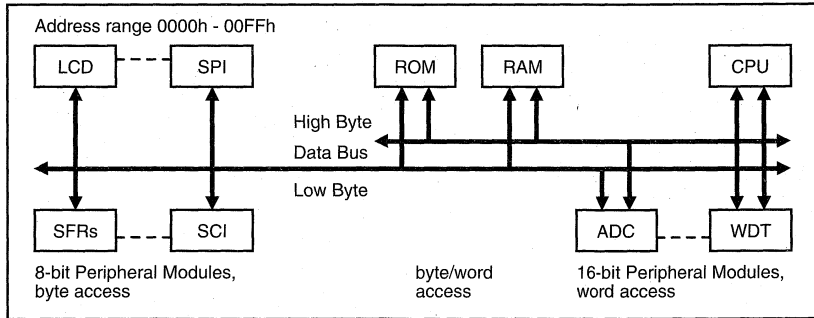 Address range 0000h - 00FFh
LCD
SPI
ROM
RAM
CPU
High Byte
Data Bus
Low Byte
SFRs
SCI
ADC
WDT
8-bit Peripheral Modules,
byte access
byte/word
access
16-bit Peripheral Modules,
word access